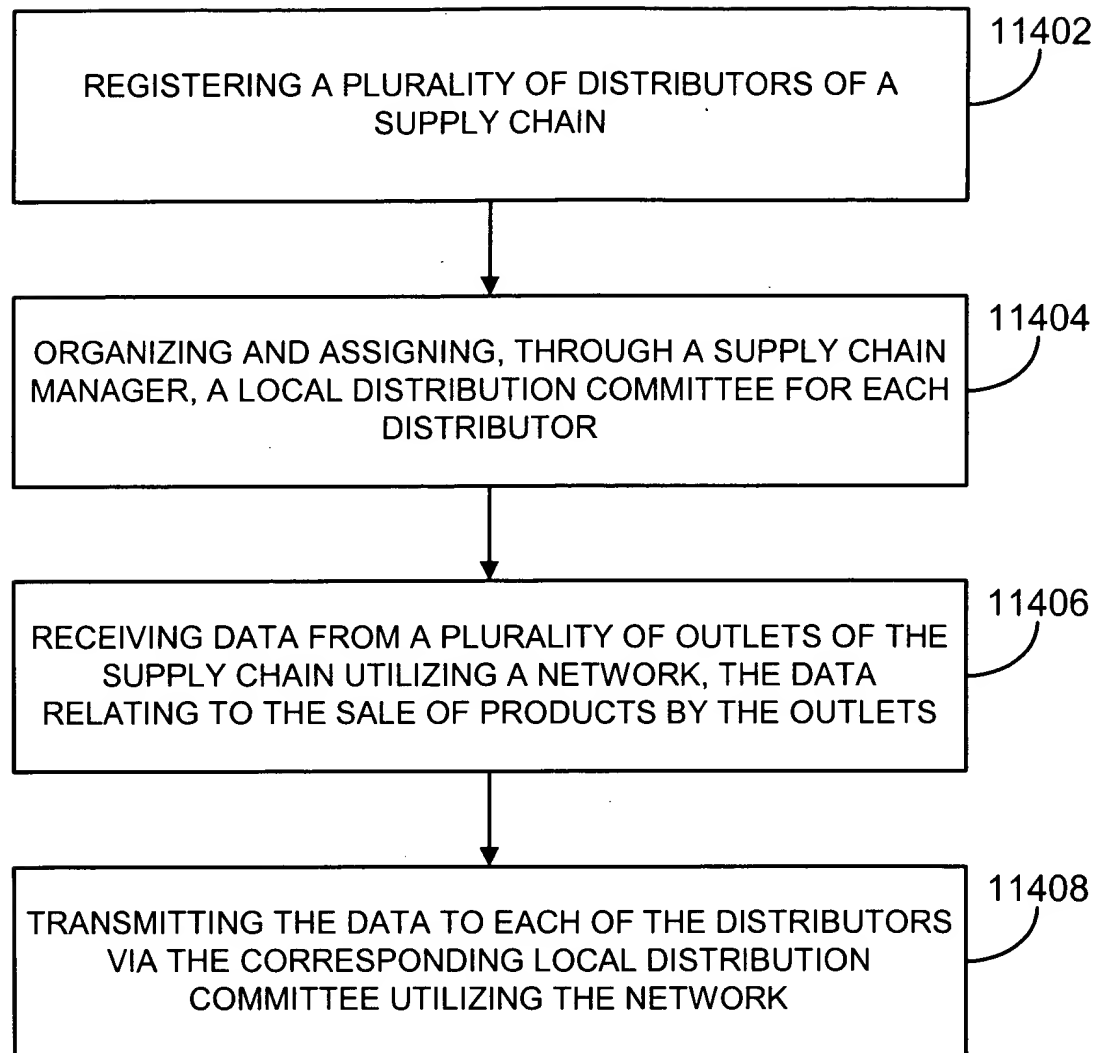 11402
REGISTERING A PLURALITY OF DISTRIBUTORS OF A
SUPPLY CHAIN
11404
ORGANIZING AND ASSIGNING, THROUGH A SUPPLY CHAIN
MANAGER, A LOCAL DISTRIBUTION COMMITTEE FOR EACH
DISTRIBUTOR
11406
RECEIVING DATA FROM A PLURALITY OF OUTLETS OF THE
SUPPLY CHAIN UTILIZING A NETWORK, THE DATA
RELATING TO THE SALE OF PRODUCTS BY THE OUTLETS
11408
TRANSMITTING THE DATA TO EACH OF THE DISTRIBUTORS
VIA THE CORRESPONDING LOCAL DISTRIBUTION
COMMITTEE UTILIZING THE NETWORK